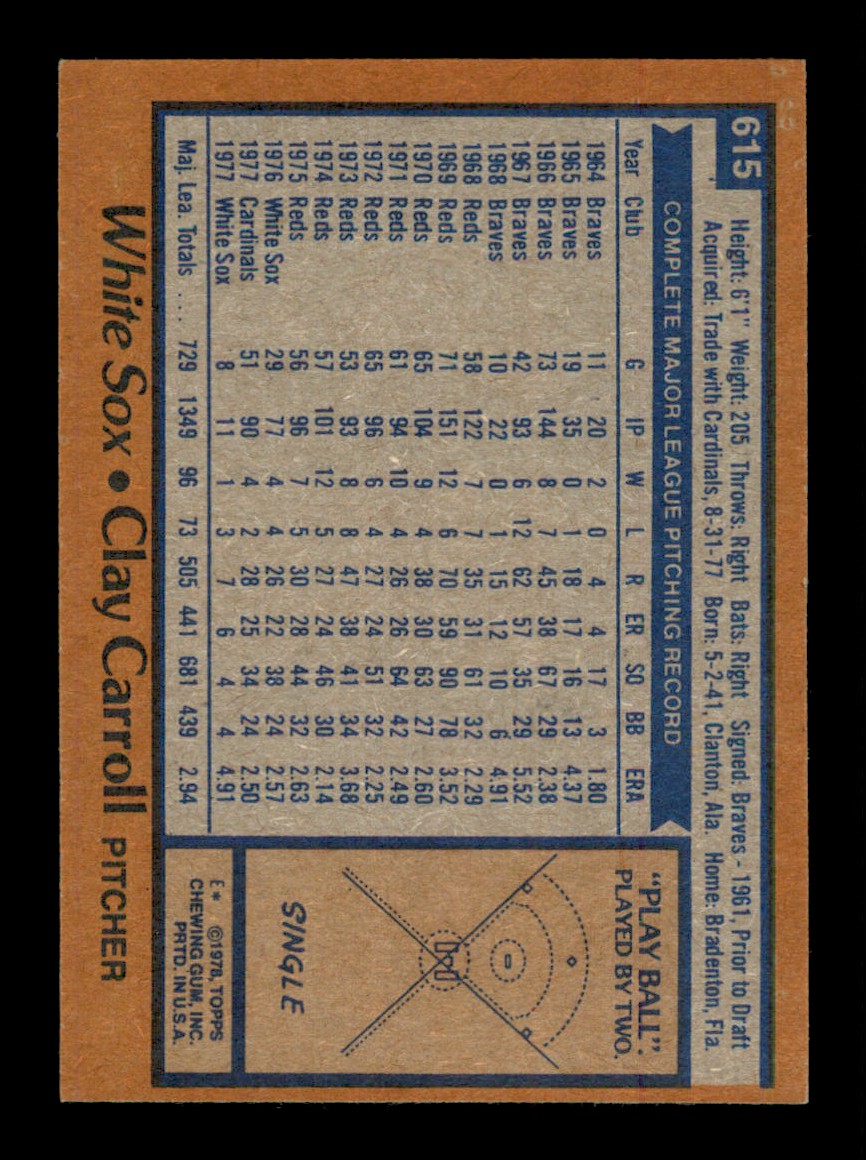 615
Height: 6'1" Weight: 205 Throws: Right Bats: Right Signed: Braves - 1961, Prior to Draft
Acquired: Trade with Cardinals, 8-31-77 Born: 5-2-41, Clanton, Ala. Home: Bradenton, Fla.
COMPLETE MAJOR LEAGUE PITCHING RECORD
Year Club G IP W L R ER SO BB ERA
1964 Braves 11 20 2 0 4 4 17 3 1.80
1965 Braves 19 35 0 1 18 17 16 13 4.37
1966 Braves 73 144 8 7 45 38 67 29 2.38
1967 Braves 42 93 6 12 62 57 35 29 5.52
1968 Braves 10 22 0 1 15 12 10 6 4.91
1968 Reds 58 122 7 7 35 31 61 32 2.29
1969 Reds 71 151 12 6 70 59 90 78 3.52
1970 Reds 65 104 9 4 38 30 63 27 2.60
1971 Reds 61 94 10 4 26 26 64 42 2.49
1972 Reds 65 96 6 4 27 24 51 32 2.25
1973 Reds 53 93 8 8 47 38 41 34 3.68
1974 Reds 57 101 12 5 27 24 46 30 2.14
1975 Reds 56 96 7 5 30 28 44 32 2.63
1976 White Sox 29 77 4 4 26 22 38 24 2.57
1977 Cardinals 51 90 4 2 28 25 34 24 2.50
1977 White Sox 8 11 1 3 7 6 4 4 4.91
Maj. Lea. Totals .... 729 1349 96 73 505 441 681 439 2.94
"PLAY BALL".
PLAYED BY TWO.
SINGLE
E* ©1978, TOPPS
CHEWING GUM, INC.
PRTD. IN U.S.A.
White Sox • Clay Carroll PITCHER